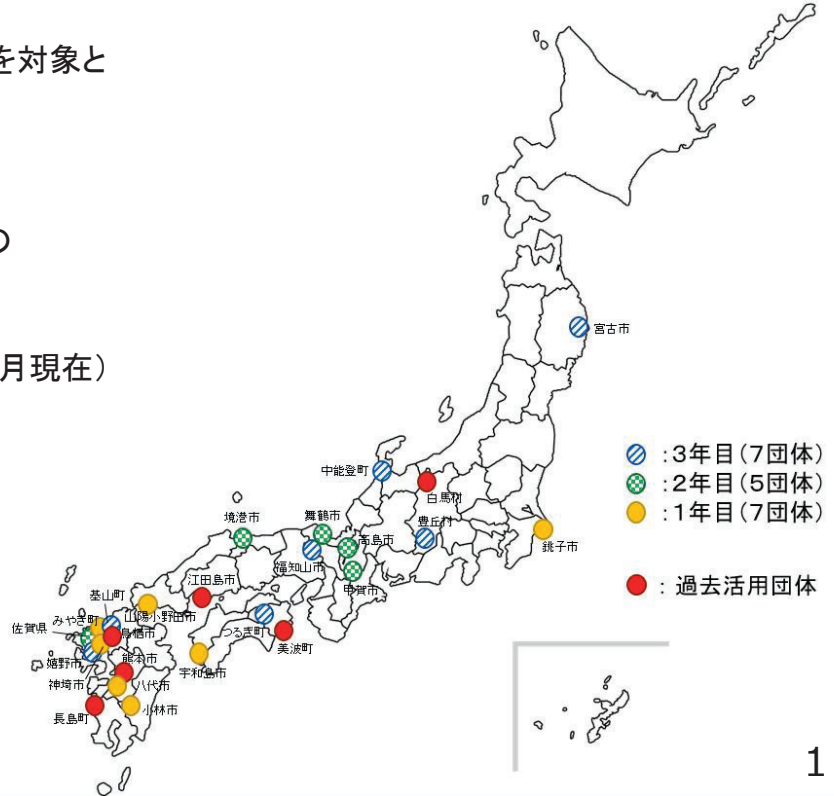 を対象と
の
月現在）
宮古市
中能登町
白馬村
豊丘村
銚子市
境港市
舞鶴市
高島市
福知山市
甲賀市
江田島市
基山町
山陽小野田市
みやき町
佐賀県
鳥栖市
つるぎ町
美波町
嬉野市
熊本市
宇和島市
神埼市
八代市
小林市
長島町
：3年目（7団体）
：2年目（5団体）
：1年目（7団体）
：過去活用団体
1